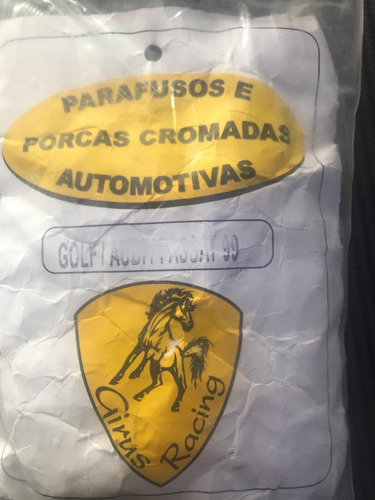 PARAFUSOS E
PORCAS CROMADAS
AUTOMOTIVAS
GOLF / AUDI / PASSAT 99
Girus Racing